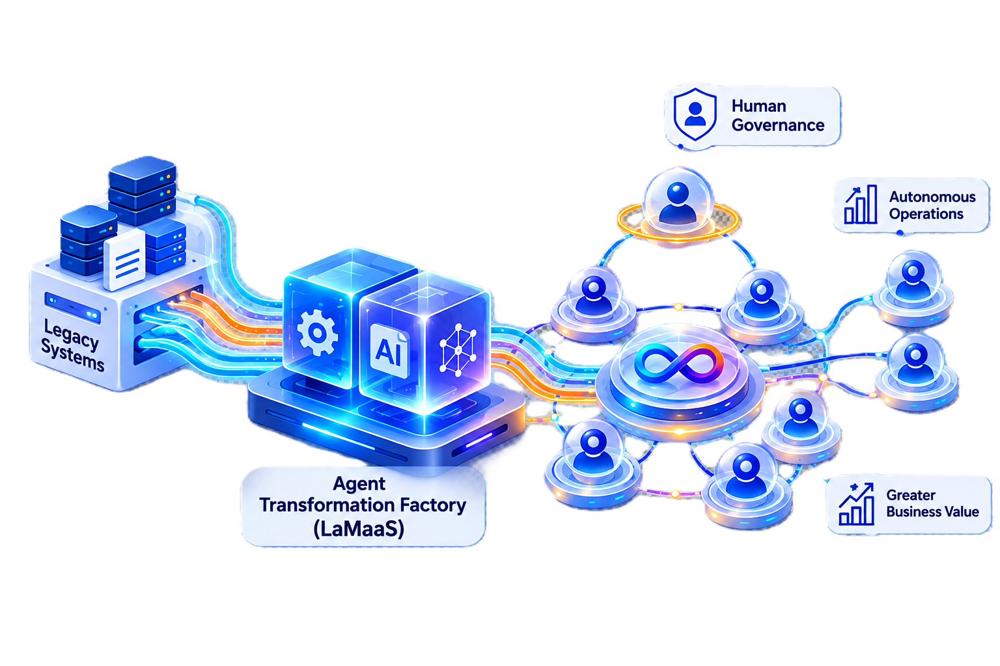 Legacy
Systems
AI
Agent
Transformation Factory
(LaMaaS)
Human
Governance
Autonomous
Operations
Greater
Business Value